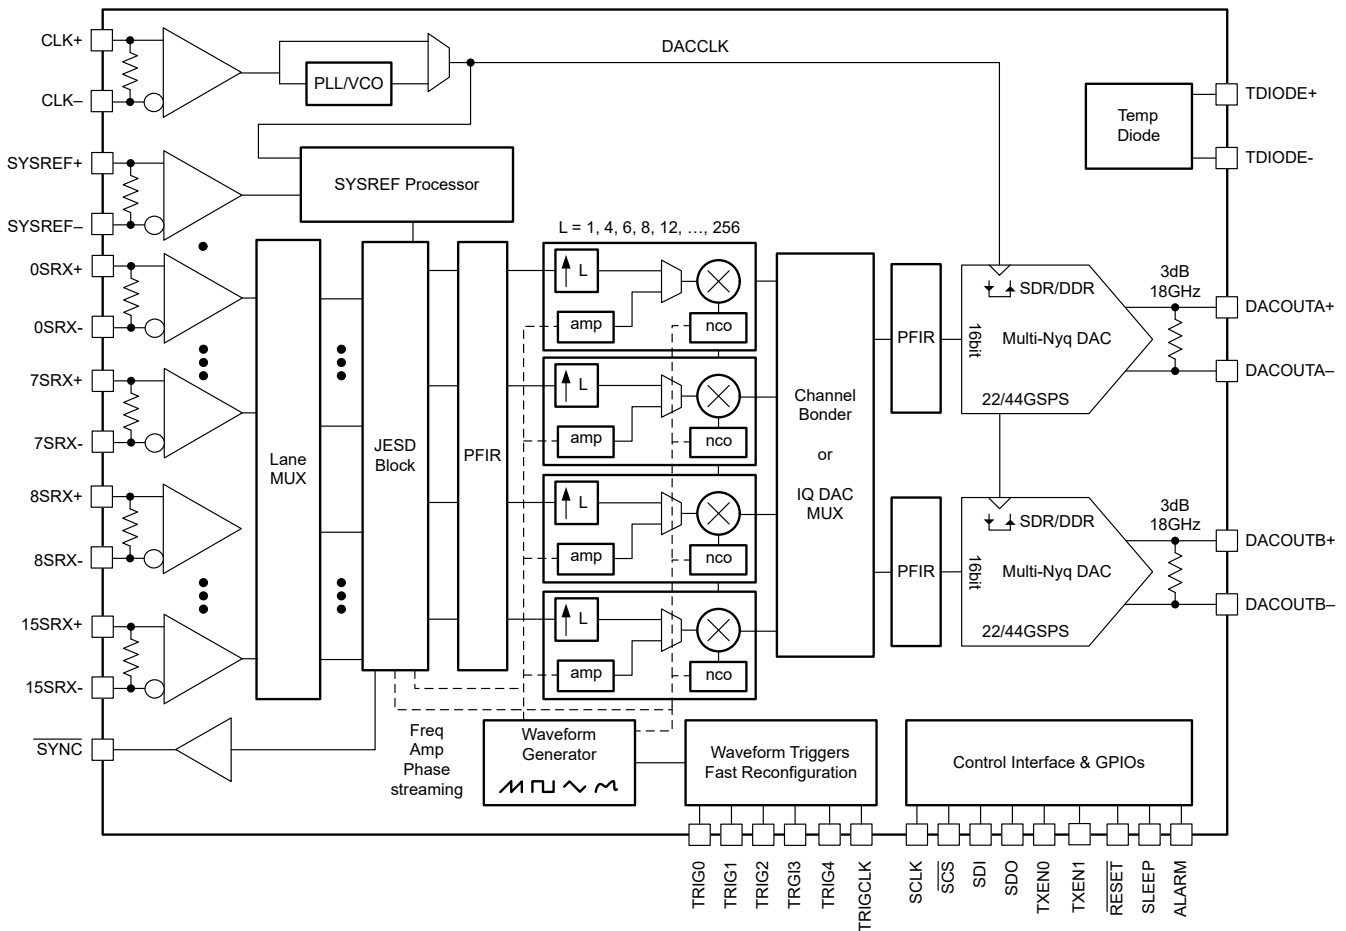 CLK+
CLK–
PLL/VCO
DACCLK
Temp
Diode
TDIODE+
TDIODE-
SYSREF+
SYSREF–
SYSREF Processor
L = 1, 4, 6, 8, 12, …, 256
0SRX+
0SRX-
7SRX+
7SRX-
8SRX+
8SRX-
15SRX+
15SRX-
SYNC
Lane
MUX
JESD
Block
PFIR
L
amp
nco
L
amp
nco
L
amp
nco
L
amp
nco
Channel
Bonder
or
IQ DAC
MUX
PFIR
16bit
SDR/DDR
Multi-Nyq DAC
22/44GSPS
3dB
18GHz
DACOUTA+
DACOUTA–
PFIR
16bit
SDR/DDR
Multi-Nyq DAC
22/44GSPS
3dB
18GHz
DACOUTB+
DACOUTB–
Freq
Amp
Phase
streaming
Waveform
Generator
Waveform Triggers
Fast Reconfiguration
Control Interface & GPIOs
TRIG0
TRIG1
TRIG2
TRGI3
TRIG4
TRIGCLK
SCLK
SCS
SDI
SDO
TXEN0
TXEN1
RESET
SLEEP
ALARM